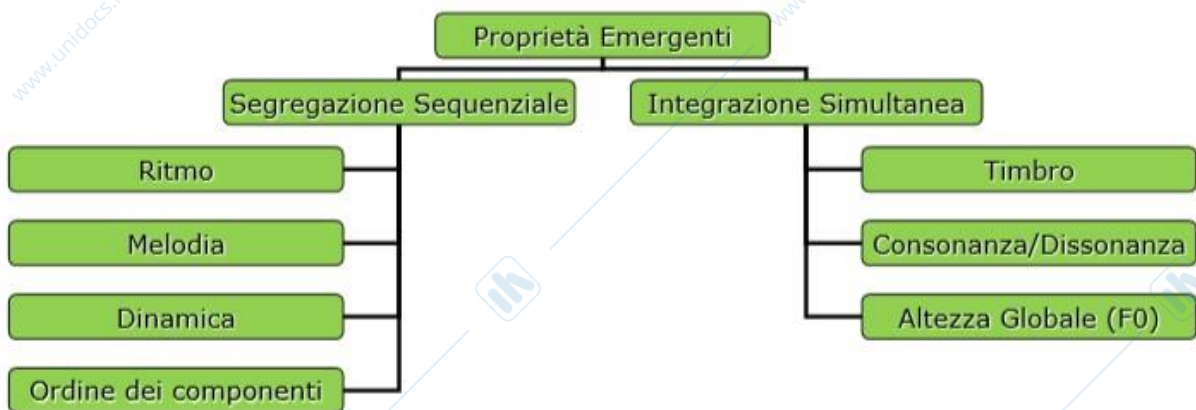 Proprietà Emergenti
Segregazione Sequenziale
Integrazione Simultanea
Ritmo
Melodia
Dinamica
Ordine dei componenti
Timbro
Consonanza/Dissonanza
Altezza Globale (F0)